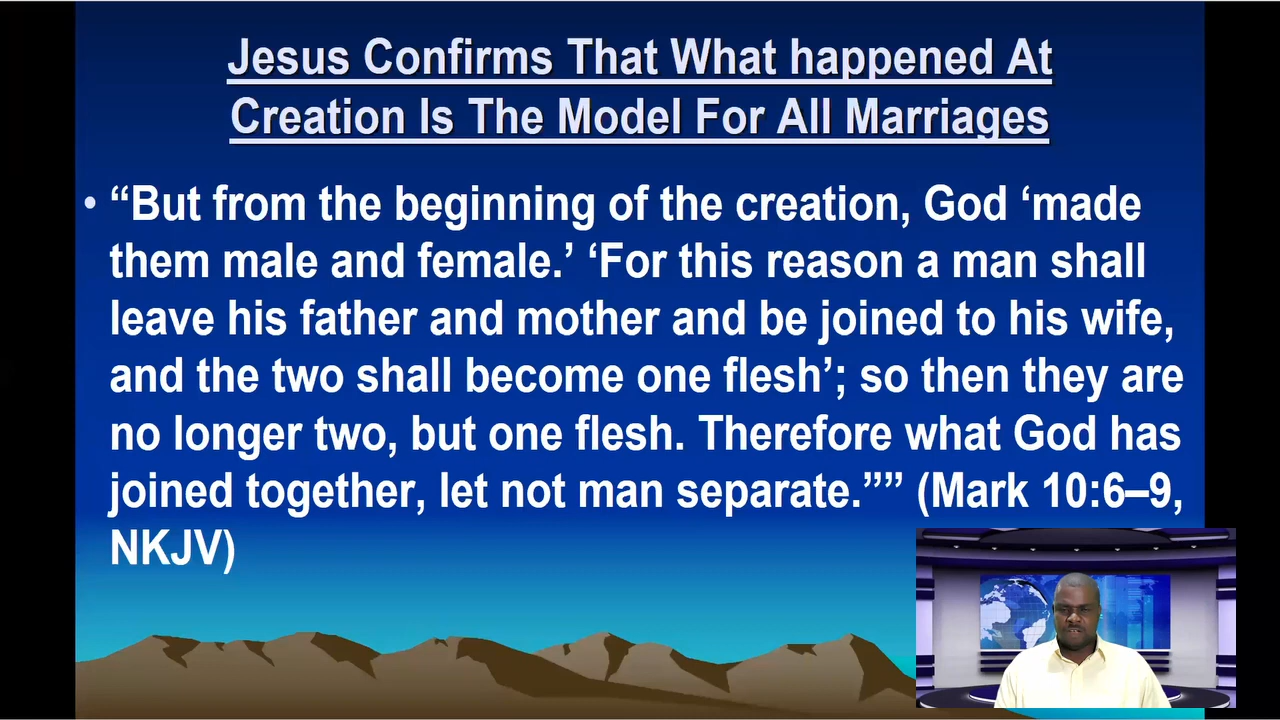 Jesus Confirms That What happened At
Creation Is The Model For All Marriages
• “But from the beginning of the creation, God ‘made
them male and female.’ ‘For this reason a man shall
leave his father and mother and be joined to his wife,
and the two shall become one flesh’; so then they are
no longer two, but one flesh. Therefore what God has
joined together, let not man separate.”” (Mark 10:6–9,
NKJV)